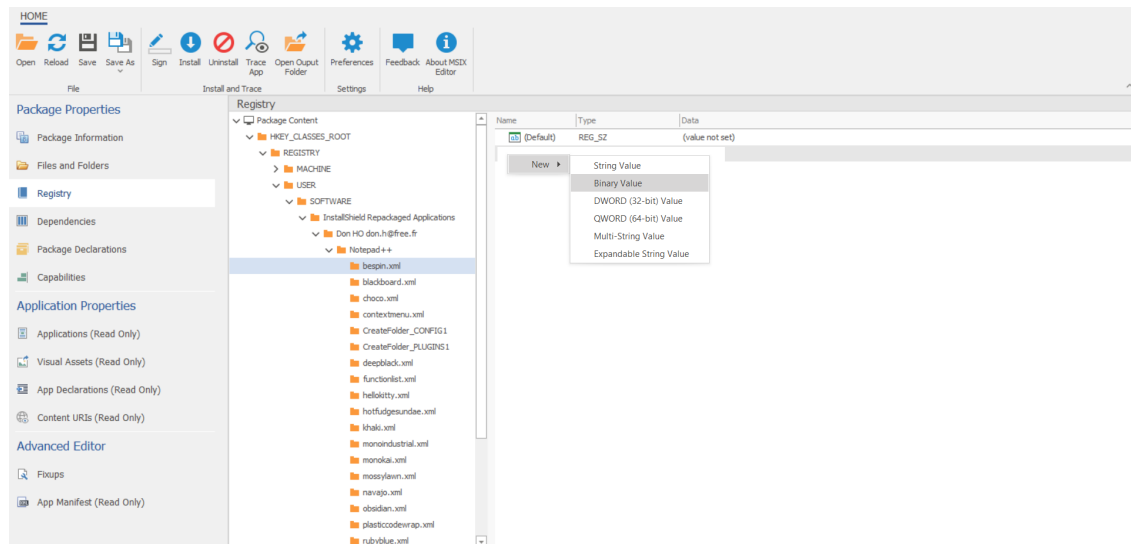 HOME
Open Reload Save Save As Sign Install Uninstall Trace App Open Ouput Folder Preferences Feedback About MSIX Editor
File Install and Trace Settings Help
Package Properties
Package Information
Files and Folders
Registry
Dependencies
Package Declarations
Capabilities
Application Properties
Applications (Read Only)
Visual Assets (Read Only)
App Declarations (Read Only)
Content URIs (Read Only)
Advanced Editor
Fixups
App Manifest (Read Only)
Registry
Package Content
HKEY_CLASSES_ROOT
REGISTRY
MACHINE
USER
SOFTWARE
InstallShield Repackaged Applications
Don HO don.h@free.fr
Notepad++
bespin.xml
blackboard.xml
choco.xml
contextmenu.xml
CreateFolder_CONFIG1
CreateFolder_PLUGINS1
deepblack.xml
functionlist.xml
hellokitty.xml
hotfudgesundae.xml
khaki.xml
monoindustrial.xml
monokai.xml
mossylawn.xml
navajo.xml
obsidian.xml
plasticcodewrap.xml
rubyblue.xml
Name Type Data
ab (Default) REG_SZ (value not set)
New
String Value
Binary Value
DWORD (32-bit) Value
QWORD (64-bit) Value
Multi-String Value
Expandable String Value